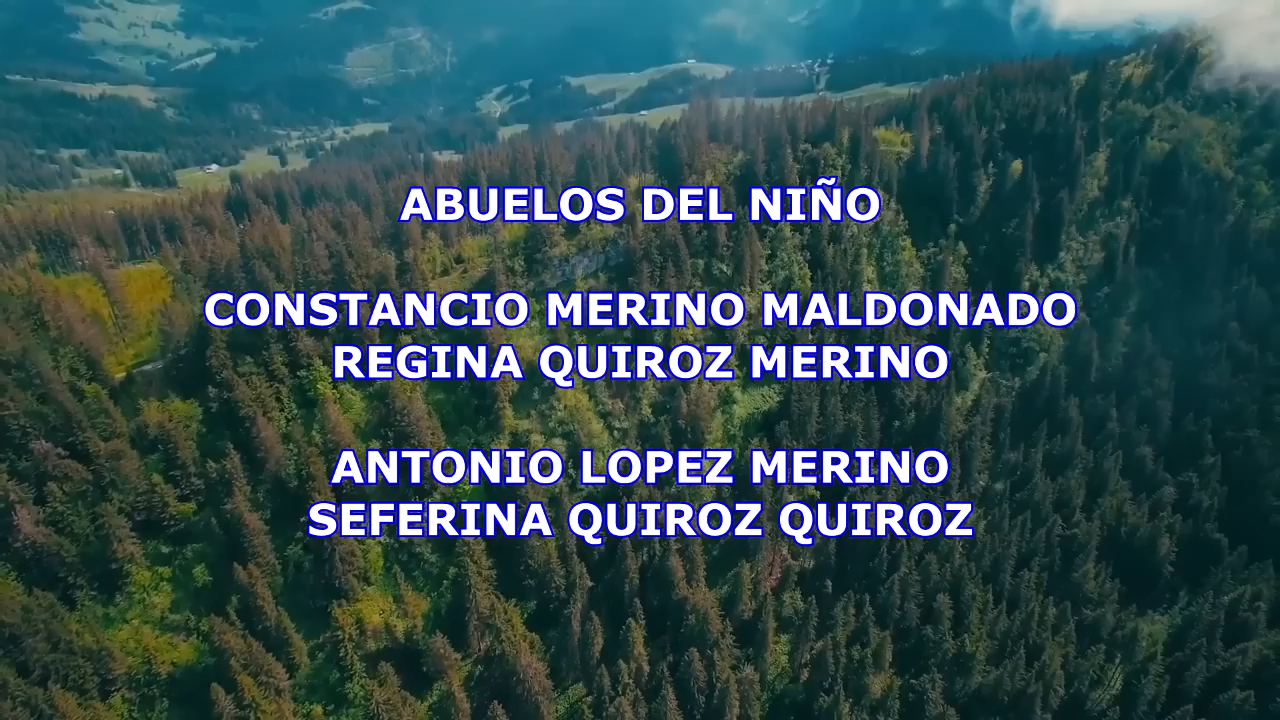 ABUELOS DEL NIÑO
CONSTANCIO MERINO MALDONADO
REGINA QUIROZ MERINO
ANTONIO LOPEZ MERINO
SEFERINA QUIROZ QUIROZ